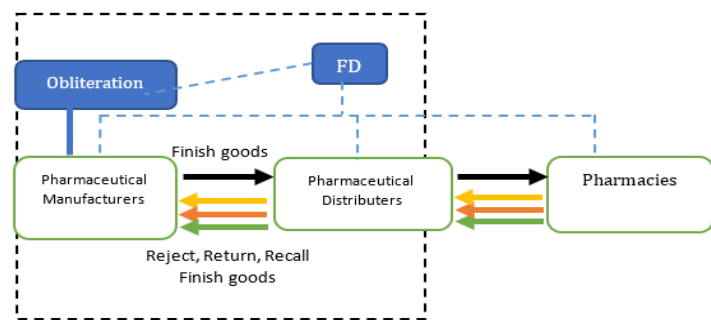 Obliteration
FD
Finish goods
Pharmaceutical
Manufacturers
Pharmaceutical
Distributers
Pharmacies
Reject, Return, Recall
Finish goods